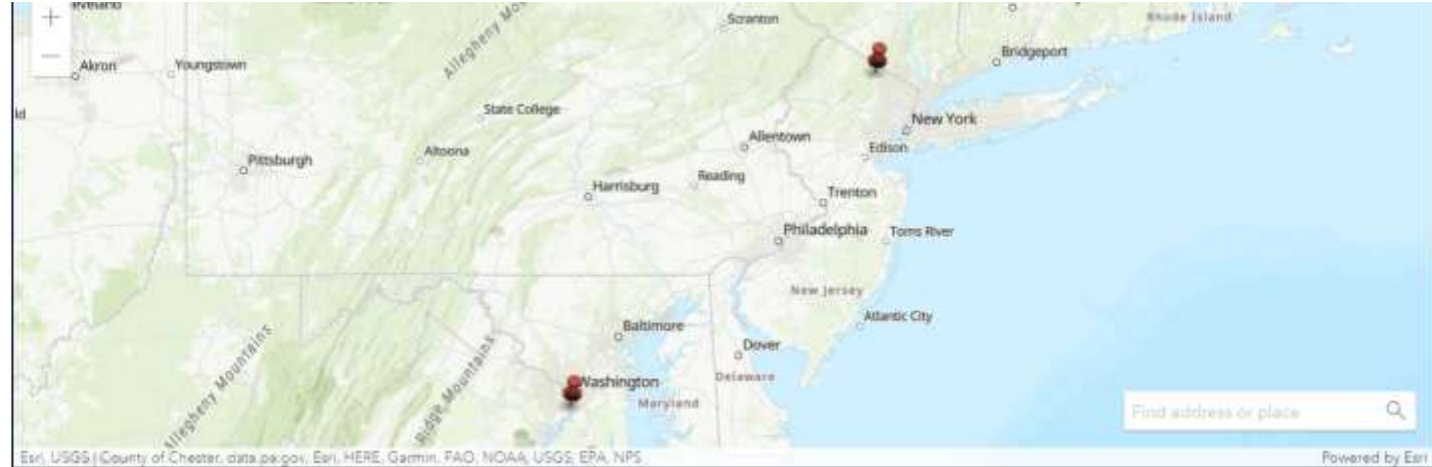 eveland
Scranton
Rhode Island
+
−
Akron
Youngstown
Allegheny Mou
Bridgeport
ld
State College
New York
Pittsburgh
Altoona
Allentown
Edison
Harrisburg
Reading
Trenton
Philadelphia
Toms River
New Jersey
Atlantic City
Baltimore
Dover
Allegheny Mountains
Ridge Mountains
Washington
Delaware
Maryland
Find address or place
Esri, USGS | County of Chester, data.pa.gov, Esri, HERE, Garmin, FAO, NOAA, USGS, EPA, NPS
Powered by Esri